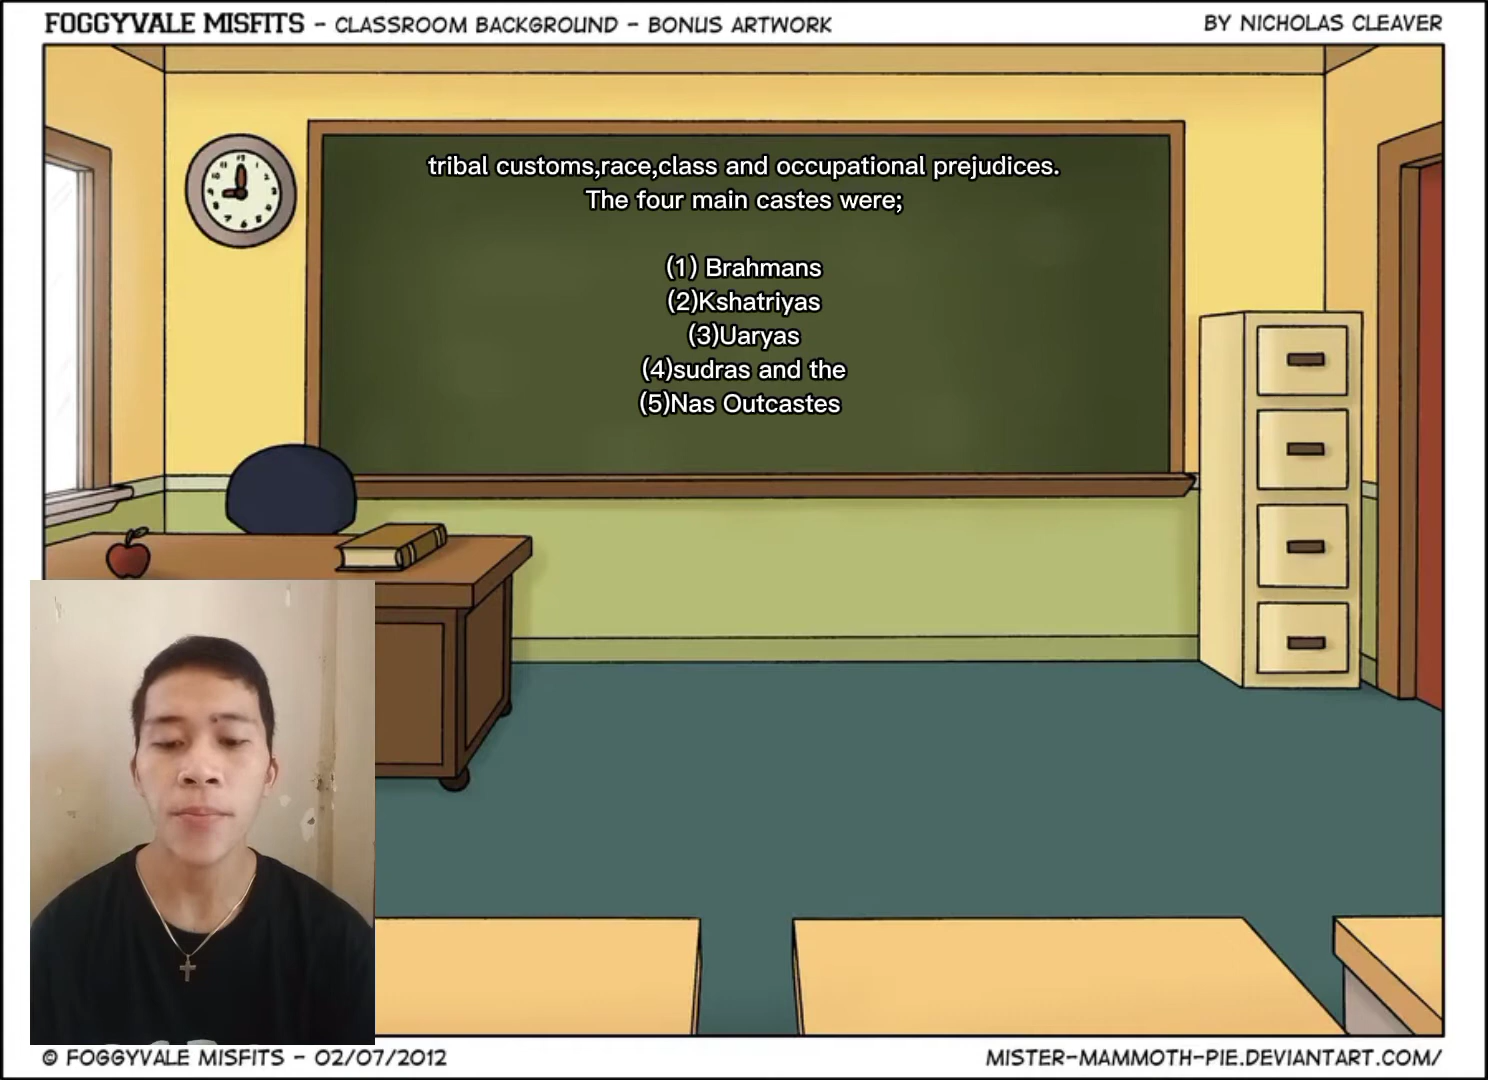 FOGGYVALE MISFITS - CLASSROOM BACKGROUND - BONUS ARTWORK
BY NICHOLAS CLEAVER
tribal customs,race,class and occupational prejudices.
The four main castes were;
(1) Brahmans
(2)Kshatriyas
(3)Uaryas
(4)sudras and the
(5)Nas Outcastes
© FOGGYVALE MISFITS - 02/07/2012
MISTER-MAMMOTH-PIE.DEVIANTART.COM/